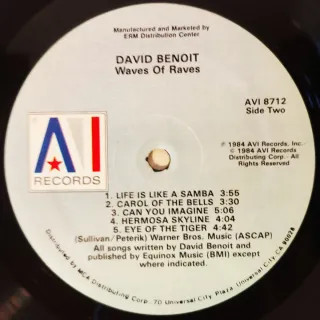 Manufactured and Marketed by
ERM Distribution Center
DAVID BENOIT
Waves Of Raves
AVI 8712
Side Two
℗ 1984 AVI Records, Inc.
© 1984 AVI Records
Distributing Corp. - All
Rights Reserved
AVI
RECORDS
1. LIFE IS LIKE A SAMBA 3:55
2. CAROL OF THE BELLS 3:30
3. CAN YOU IMAGINE 5:06
4. HERMOSA SKYLINE 4:04
5. EYE OF THE TIGER 4:42
(Sullivan/Peterik) Warner Bros. Music (ASCAP)
All songs written by David Benoit and
published by Equinox Music (BMI) except
where indicated.
Distributed by MCA Distributing Corp. - 70 Universal City, Plaza, Universal City, CA